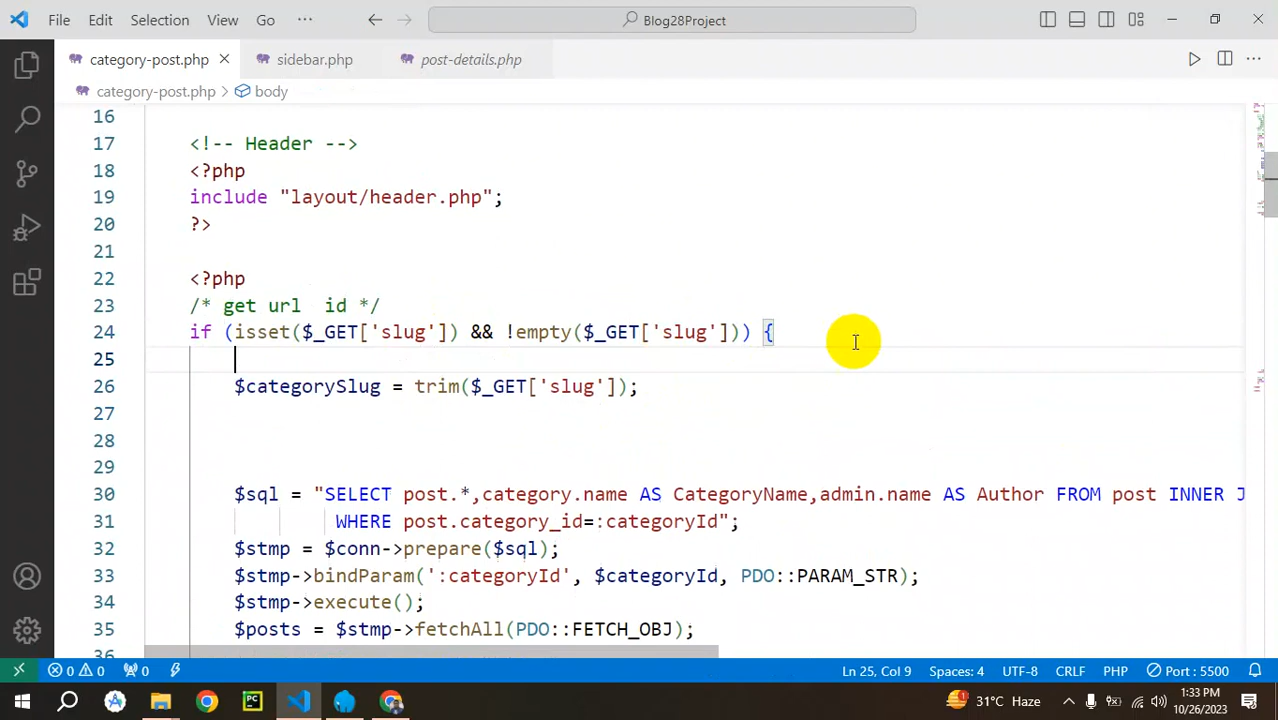 File Edit Selection View Go ··· Blog28Project
category-post.php sidebar.php post-details.php
category-post.php > body
16
17 <!-- Header -->
18 <?php
19 include "layout/header.php";
20 ?>
21
22 <?php
23 /* get url  id */
24 if (isset($_GET['slug']) && !empty($_GET['slug'])) {
25
26 $categorySlug = trim($_GET['slug']);
27
28
29
30 $sql = "SELECT post.*,category.name AS CategoryName,admin.name AS Author FROM post INNER J
31 WHERE post.category_id=:categoryId";
32 $stmp = $conn->prepare($sql);
33 $stmp->bindParam(':categoryId', $categoryId, PDO::PARAM_STR);
34 $stmp->execute();
35 $posts = $stmp->fetchAll(PDO::FETCH_OBJ);
36
0 0 0 Ln 25, Col 9 Spaces: 4 UTF-8 CRLF PHP Port : 5500
PC 31°C Haze 1:33 PM
10/26/2023